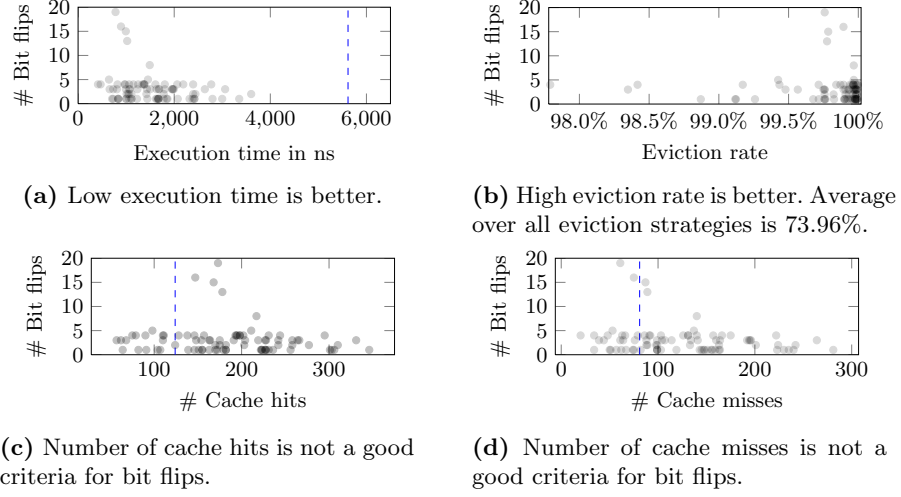 20
15
10
5
0
# Bit flips
0 2,000 4,000 6,000
Execution time in ns
(a) Low execution time is better.
20
15
10
5
0
# Bit flips
98.0% 98.5% 99.0% 99.5% 100%
Eviction rate
(b) High eviction rate is better. Average
over all eviction strategies is 73.96%.
20
15
10
5
0
# Bit flips
100 200 300
# Cache hits
(c) Number of cache hits is not a good
criteria for bit flips.
20
15
10
5
0
# Bit flips
0 100 200 300
# Cache misses
(d) Number of cache misses is not a
good criteria for bit flips.